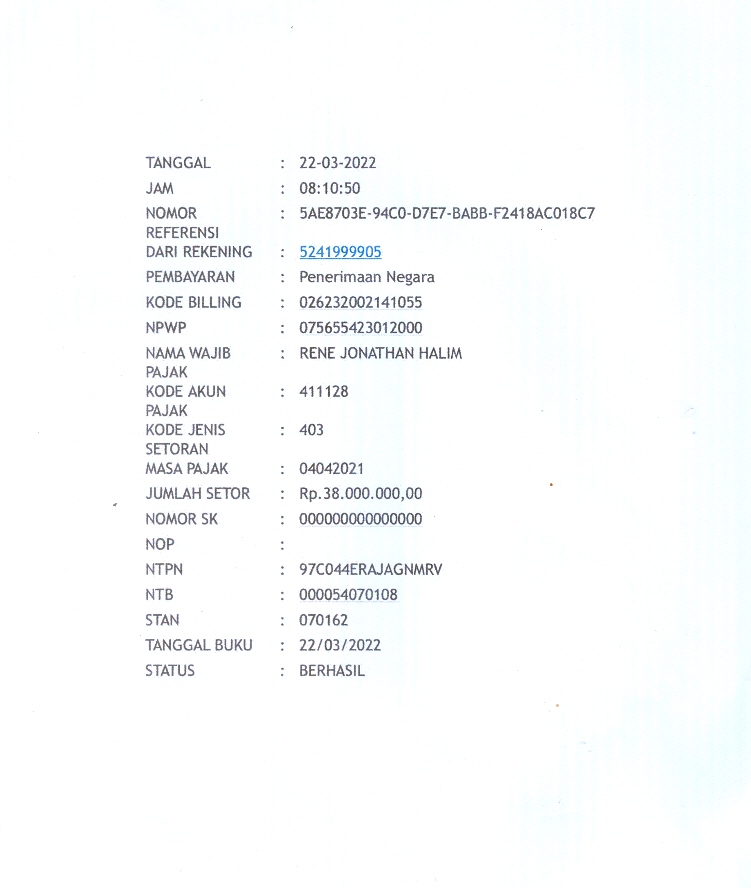 TANGGAL : 22-03-2022
JAM : 08:10:50
NOMOR : 5AE8703E-94C0-D7E7-BABB-F2418AC018C7
REFERENSI
DARI REKENING : 5241999905
PEMBAYARAN : Penerimaan Negara
KODE BILLING : 026232002141055
NPWP : 075655423012000
NAMA WAJIB : RENE JONATHAN HALIM
PAJAK
KODE AKUN : 411128
PAJAK
KODE JENIS : 403
SETORAN
MASA PAJAK : 04042021
JUMLAH SETOR : Rp.38.000.000,00
NOMOR SK : 000000000000000
NOP :
NTPN : 97C044ERAJAGNMRV
NTB : 000054070108
STAN : 070162
TANGGAL BUKU : 22/03/2022
STATUS : BERHASIL